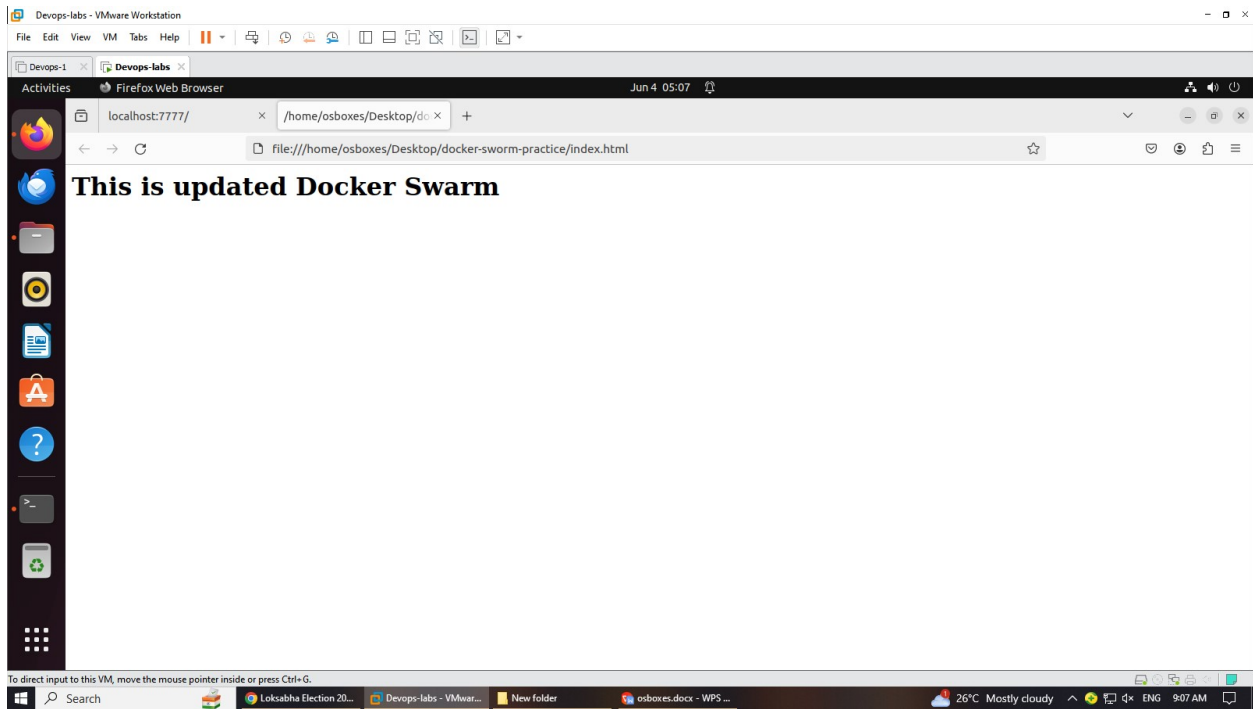 Devops-labs - VMware Workstation
File Edit View VM Tabs Help
Devops-1 Devops-labs
Activities Firefox Web Browser Jun 4 05:07
localhost:7777/ /home/osboxes/Desktop/do
file:///home/osboxes/Desktop/docker-sworm-practice/index.html
This is updated Docker Swarm
To direct input to this VM, move the mouse pointer inside or press Ctrl+G.
Search Loksabha Election 20... Devops-labs - VMwar... New folder osboxes.docx - WPS ... 26°C Mostly cloudy ENG 9:07 AM